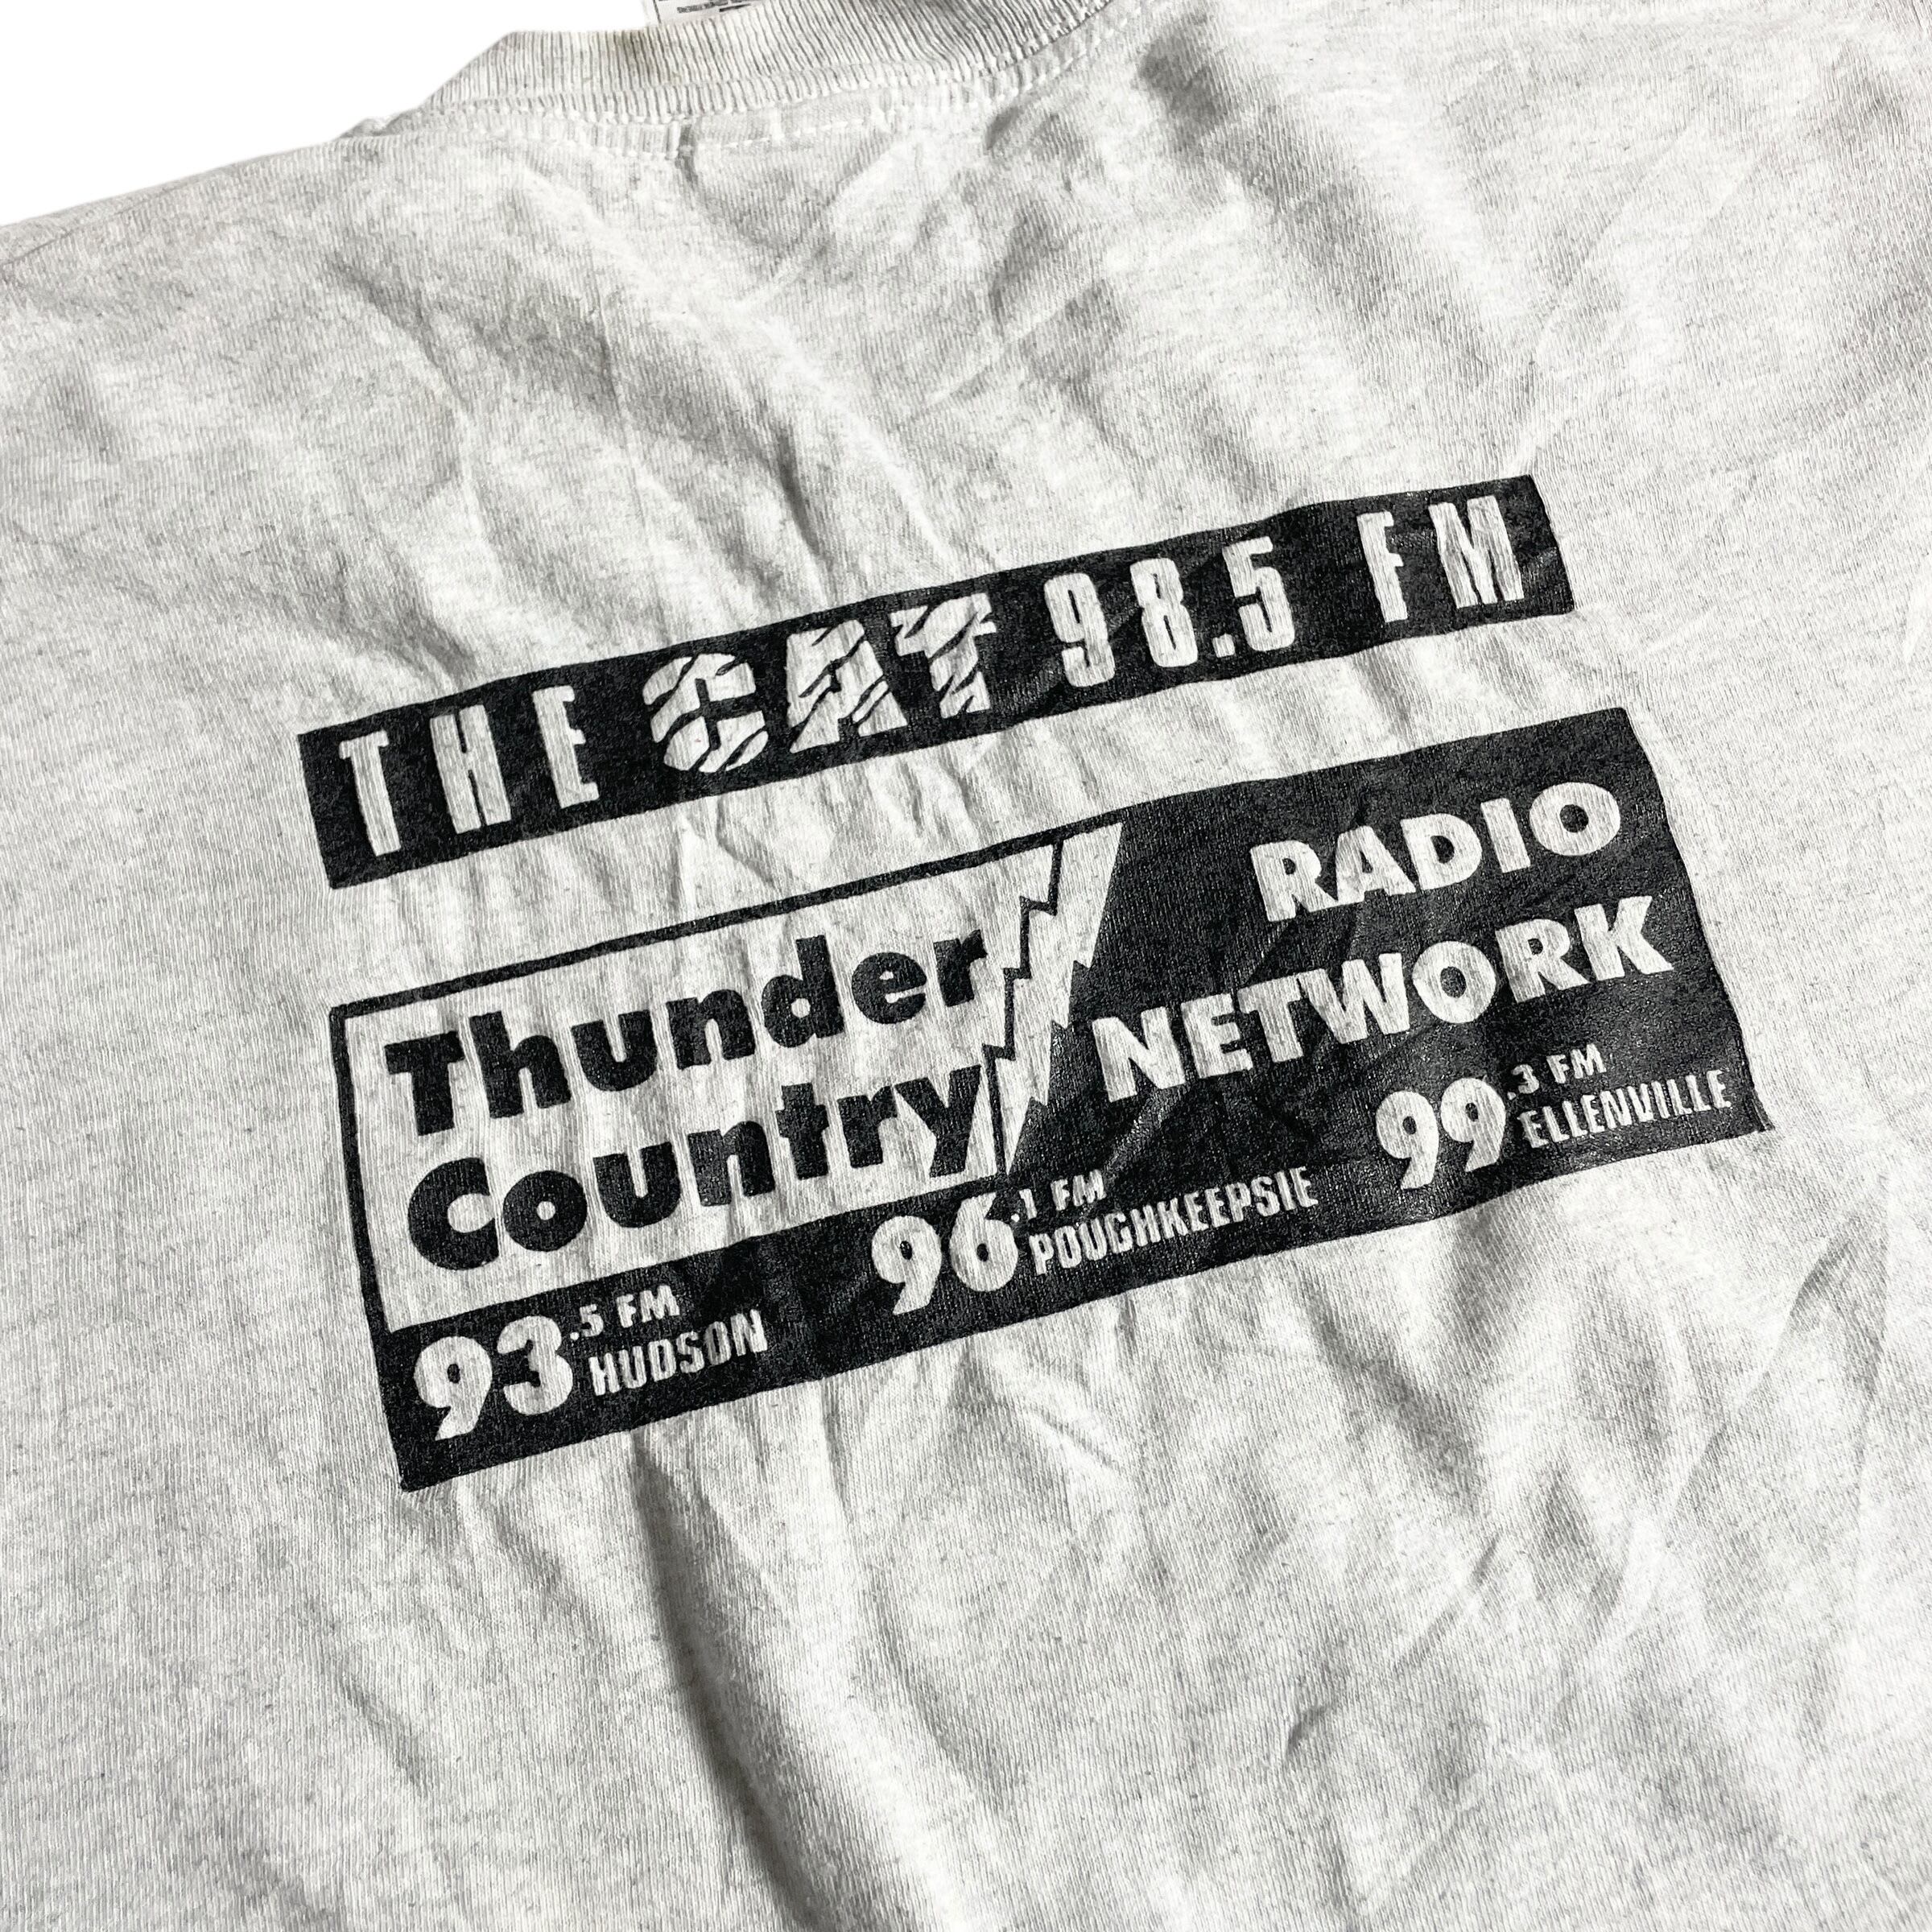 THE CAT 98.5 FM
Thunder
Country
RADIO
NETWORK
93.5 FM
HUDSON
96.1 FM
POUGHKEEPSIE
99.3 FM
ELLENVILLE